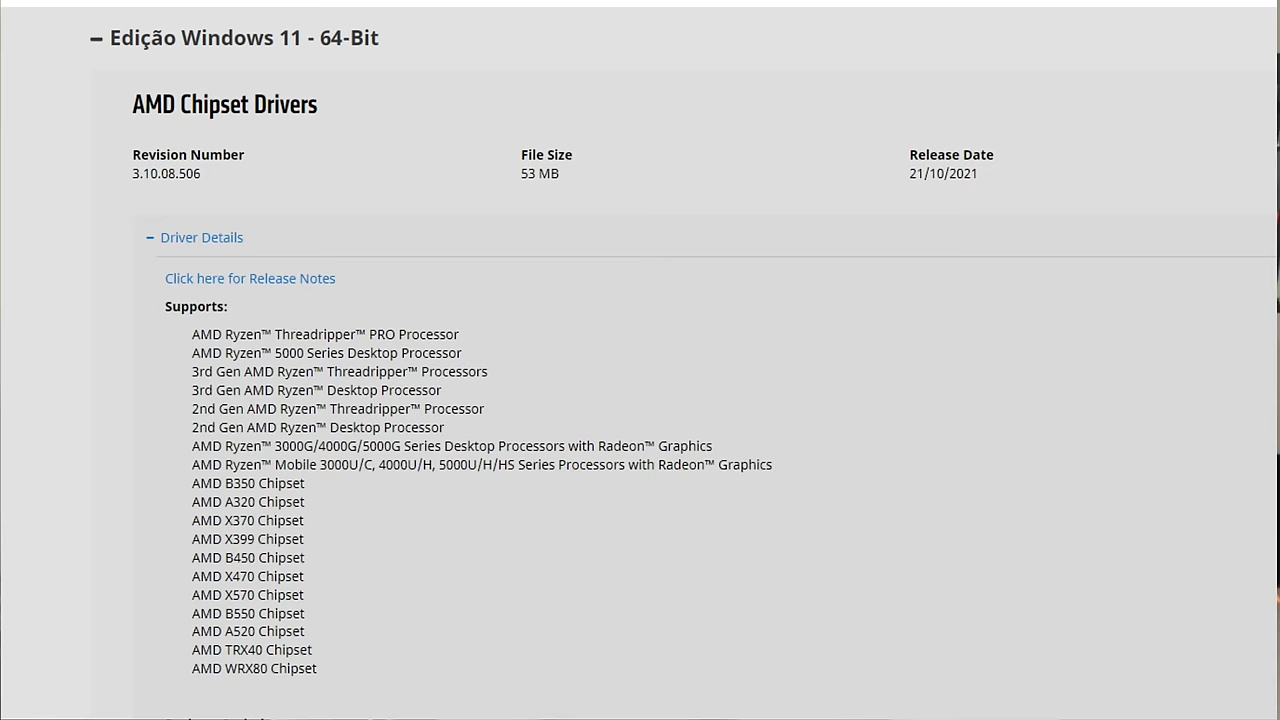 − Edição Windows 11 - 64-Bit
AMD Chipset Drivers
Revision Number
3.10.08.506
File Size
53 MB
Release Date
21/10/2021
− Driver Details
Click here for Release Notes
Supports:
AMD Ryzen™ Threadripper™ PRO Processor
AMD Ryzen™ 5000 Series Desktop Processor
3rd Gen AMD Ryzen™ Threadripper™ Processors
3rd Gen AMD Ryzen™ Desktop Processor
2nd Gen AMD Ryzen™ Threadripper™ Processor
2nd Gen AMD Ryzen™ Desktop Processor
AMD Ryzen™ 3000G/4000G/5000G Series Desktop Processors with Radeon™ Graphics
AMD Ryzen™ Mobile 3000U/C, 4000U/H, 5000U/H/HS Series Processors with Radeon™ Graphics
AMD B350 Chipset
AMD A320 Chipset
AMD X370 Chipset
AMD X399 Chipset
AMD B450 Chipset
AMD X470 Chipset
AMD X570 Chipset
AMD B550 Chipset
AMD A520 Chipset
AMD TRX40 Chipset
AMD WRX80 Chipset